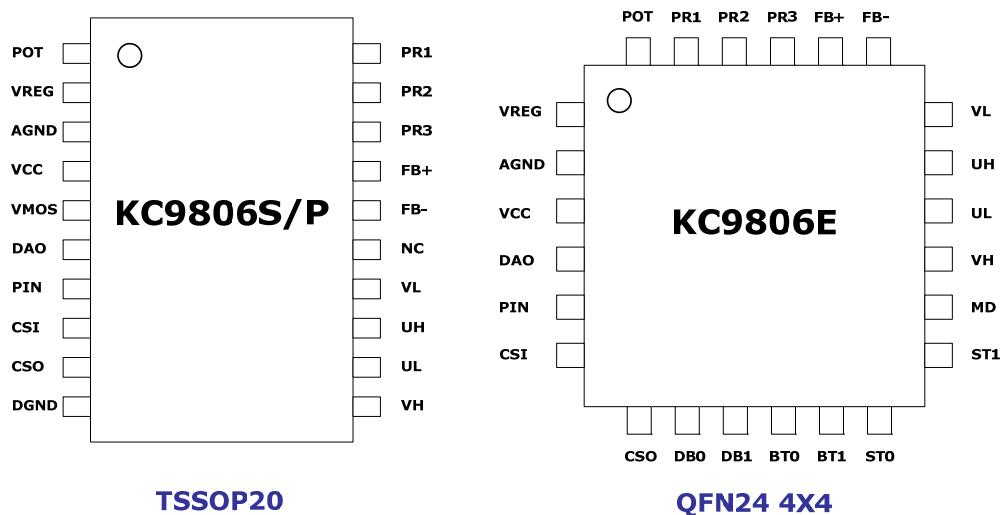 POT
VREG
AGND
VCC
VMOS
DAO
PIN
CSI
CSO
DGND
KC9806S/P
PR1
PR2
PR3
FB+
FB-
NC
VL
UH
UL
VH
TSSOP20
POT PR1 PR2 PR3 FB+ FB-
VREG
AGND
VCC
DAO
PIN
CSI
KC9806E
VL
UH
UL
VH
MD
ST1
CSO DB0 DB1 BT0 BT1 ST0
QFN24 4X4